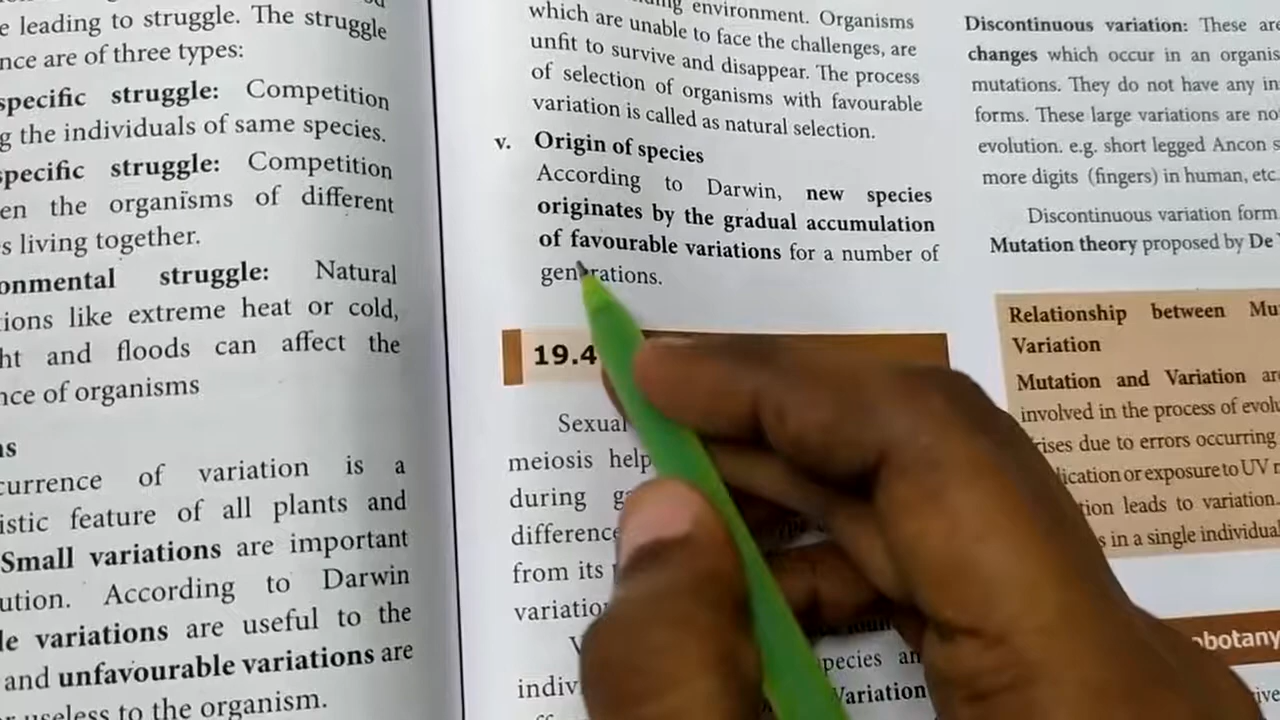 e leading to struggle. The struggle
nce are of three types:
specific struggle: Competition
g the individuals of same species.
specific struggle: Competition
en the organisms of different
s living together.
onmental struggle: Natural
ions like extreme heat or cold,
ht and floods can affect the
nce of organisms
ns
currence of variation is a
istic feature of all plants and
Small variations are important
ution. According to Darwin
le variations are useful to the
and unfavourable variations are
useless to the organism.
environment. Organisms
which are unable to face the challenges, are
unfit to survive and disappear. The process
of selection of organisms with favourable
variation is called as natural selection.
v. Origin of species
According to Darwin, new species
originates by the gradual accumulation
of favourable variations for a number of
generations.
19.4
Sexual
meiosis help
during
difference
from its
variatio
indiv
species an
Variation
Discontinuous variation: These are
changes which occur in an organis
mutations. They do not have any in
forms. These large variations are no
evolution. e.g. short legged Ancon s
more digits (fingers) in human, etc.
Discontinuous variation form
Mutation theory proposed by De
Relationship between Mu
Variation
Mutation and Variation are
involved in the process of evolu
rises due to errors occurring
lication or exposure to UV r
tion leads to variation.
s in a single individua
obotany